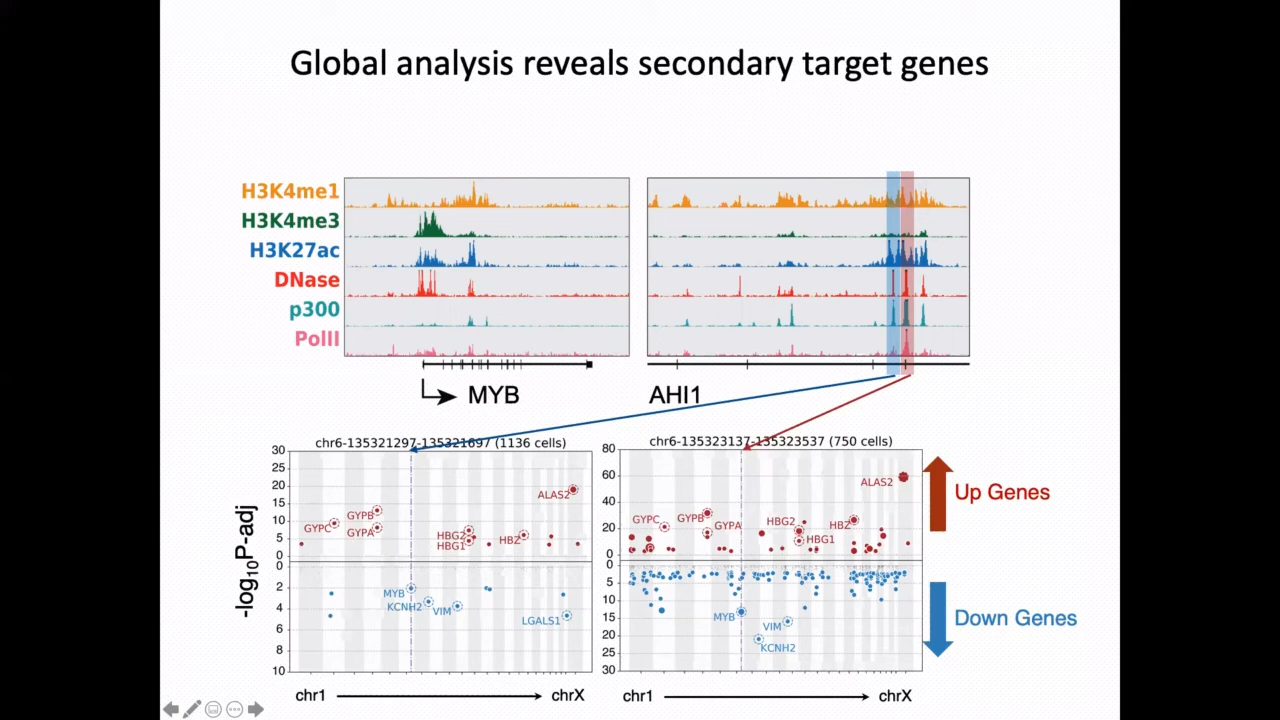 Global analysis reveals secondary target genes
H3K4me1
H3K4me3
H3K27ac
DNase
p300
PolII
MYB
AHI1
chr6-135321297-135321697 (1136 cells)
30
25
20
15
10
5
0
0
2
4
6
8
10
ALAS2
GYPB
GYPC
GYPA
HBG2
HBG1
HBZ
MYB
KCNH2
VIM
LGALS1
-log10P-adj
chr1
chrX
chr6-135323137-135323537 (750 cells)
80
60
40
20
0
0
5
10
15
20
25
30
ALAS2
GYPC
GYPB
GYPA
HBG2
HBZ
HBG1
MYB
VIM
KCNH2
chr1
chrX
Up Genes
Down Genes